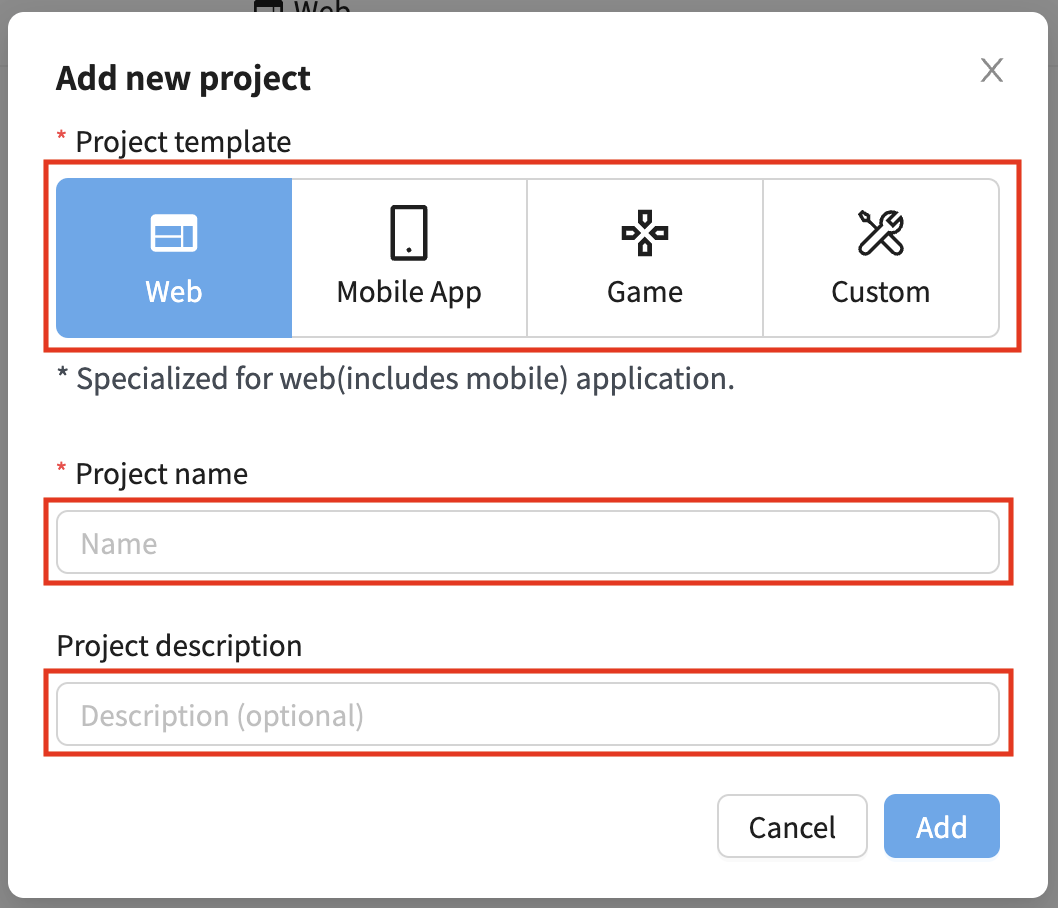 Web
Add new project
* Project template
Web
Mobile App
Game
Custom
* Specialized for web(includes mobile) application.
* Project name
Name
Project description
Description (optional)
Cancel
Add